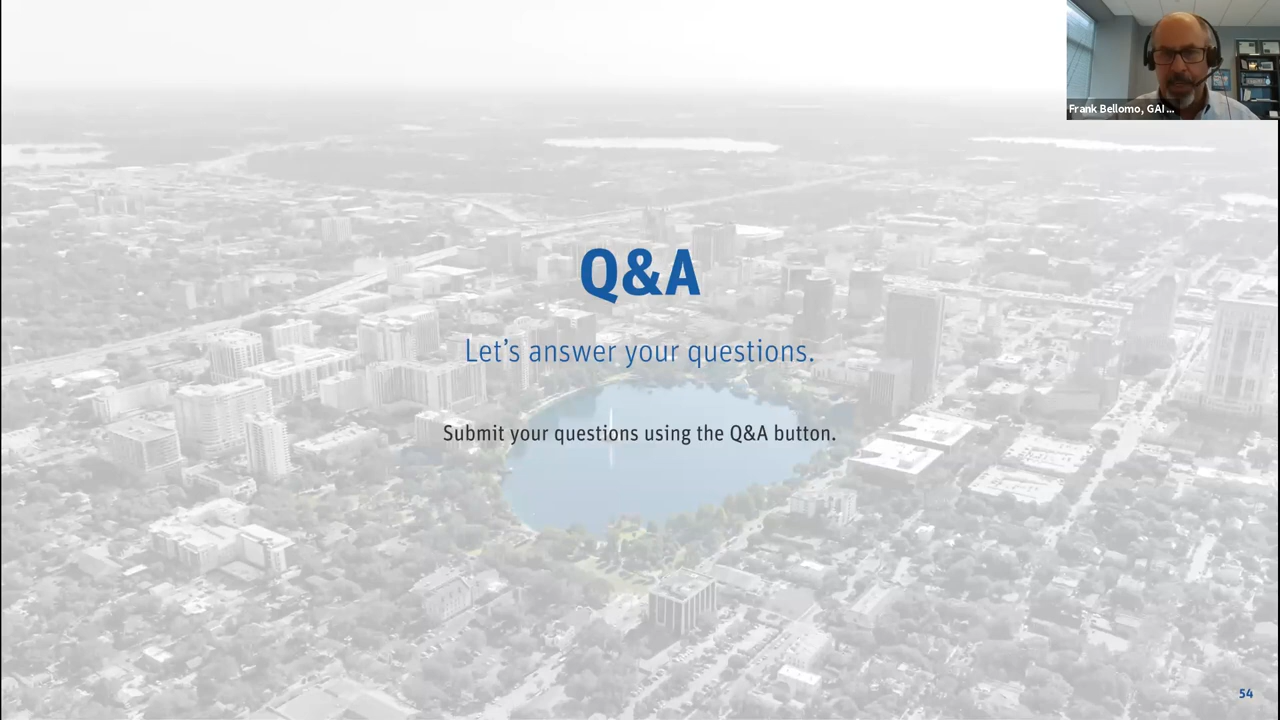 Frank Bellomo, GAI ...
Q&A
Let’s answer your questions.
Submit your questions using the Q&A button.
54